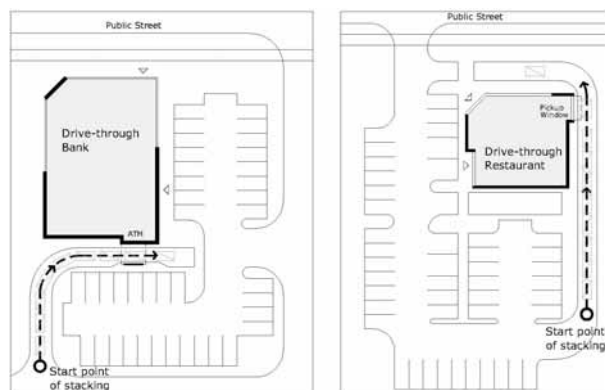 Public Street
Drive-through
Bank
ATH
Start point
of stacking
Public Street
Pickup
Window
Drive-through
Restaurant
Start point
of stacking